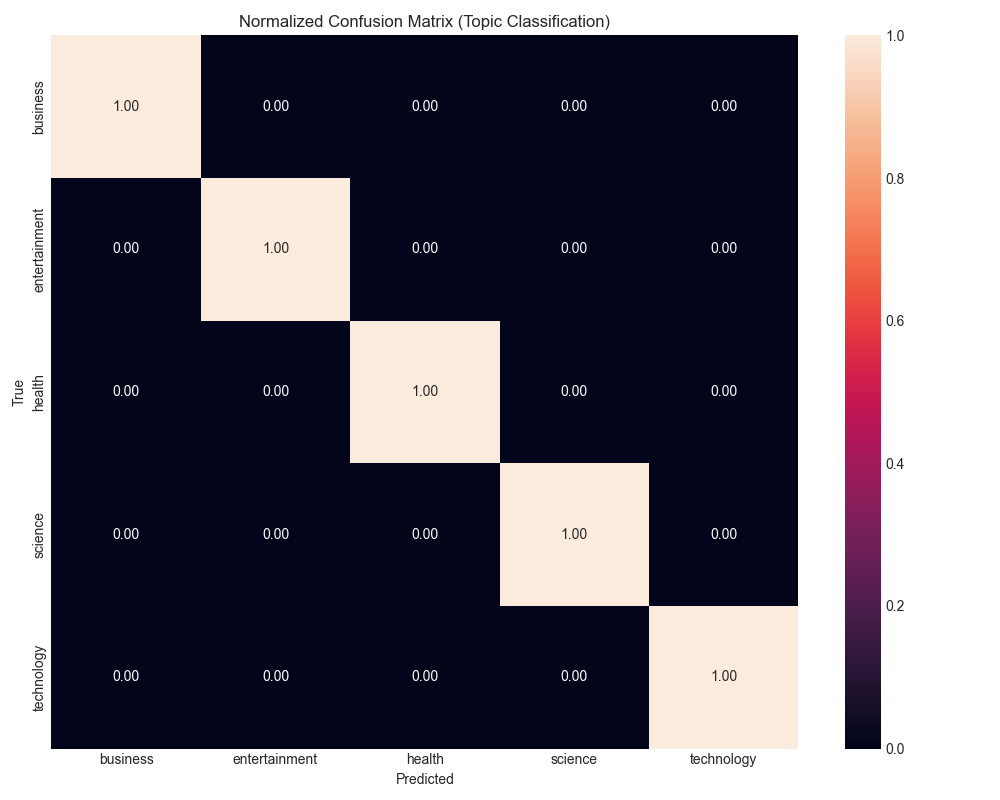 Normalized Confusion Matrix (Topic Classification)
business
1.00 0.00 0.00 0.00 0.00
entertainment
0.00 1.00 0.00 0.00 0.00
True
health
0.00 0.00 1.00 0.00 0.00
science
0.00 0.00 0.00 1.00 0.00
technology
0.00 0.00 0.00 0.00 1.00
business entertainment health science technology
Predicted
1.0
0.8
0.6
0.4
0.2
0.0